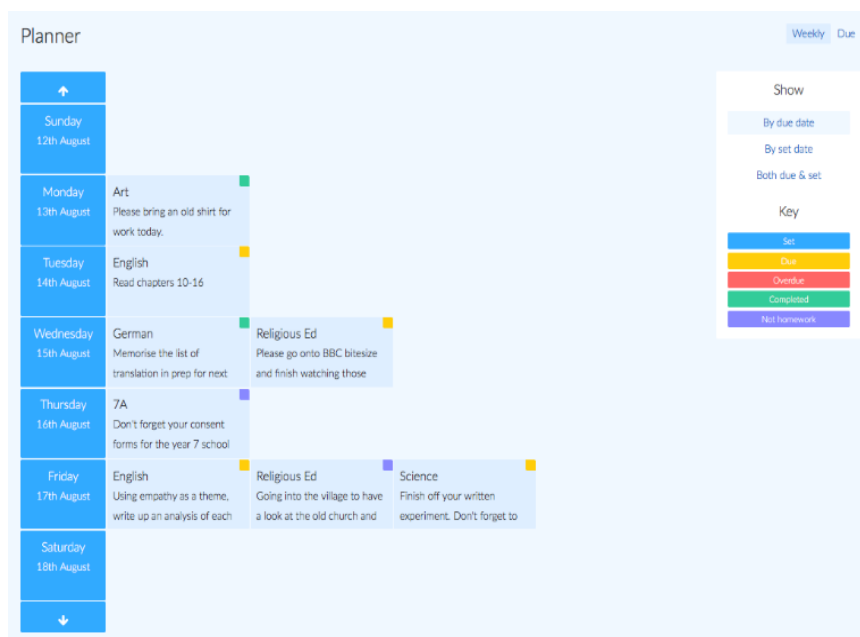 Planner
Weekly Due
Show
By due date
By set date
Both due & set
Key
Set
Due
Overdue
Completed
Not homework
Sunday
12th August
Monday
13th August
Art
Please bring an old shirt for
work today.
Tuesday
14th August
English
Read chapters 10-16
Wednesday
15th August
German
Memorise the list of
translation in prep for next
Religious Ed
Please go onto BBC bitesize
and finish watching those
Thursday
16th August
7A
Don't forget your consent
forms for the year 7 school
Friday
17th August
English
Using empathy as a theme,
write up an analysis of each
Religious Ed
Going into the village to have
a look at the old church and
Science
Finish off your written
experiment. Don't forget to
Saturday
18th August